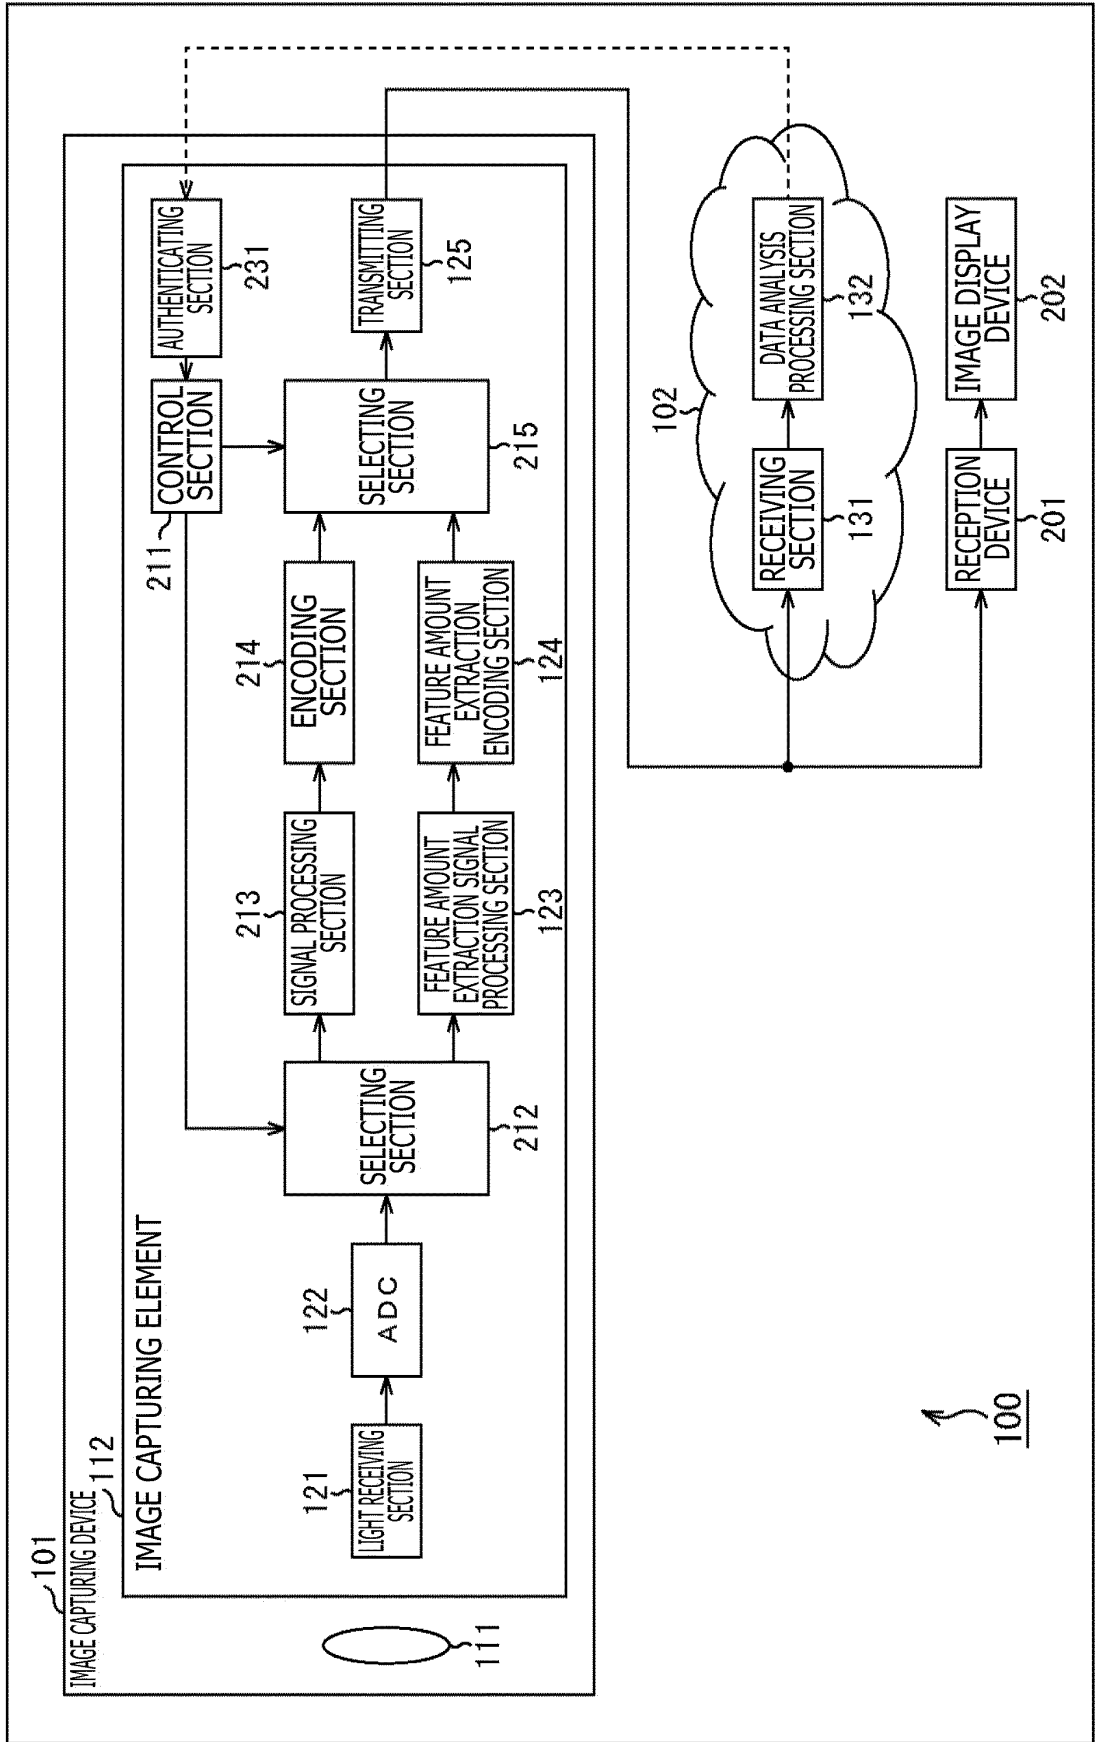 101
IMAGE CAPTURING DEVICE
112
IMAGE CAPTURING ELEMENT
111
121
LIGHT RECEIVING
SECTION
122
ADC
SELECTING
SECTION
212
213
SIGNAL PROCESSING
SECTION
FEATURE AMOUNT
EXTRACTION SIGNAL
PROCESSING SECTION
123
214
ENCODING
SECTION
FEATURE AMOUNT
EXTRACTION
ENCODING SECTION
124
211
CONTROL
SECTION
SELECTING
SECTION
215
AUTHENTICATING
SECTION
231
TRANSMITTING
SECTION
125
102
RECEIVING
SECTION
131
DATA ANALYSIS
PROCESSING SECTION
132
RECEPTION
DEVICE
201
IMAGE DISPLAY
DEVICE
202
100